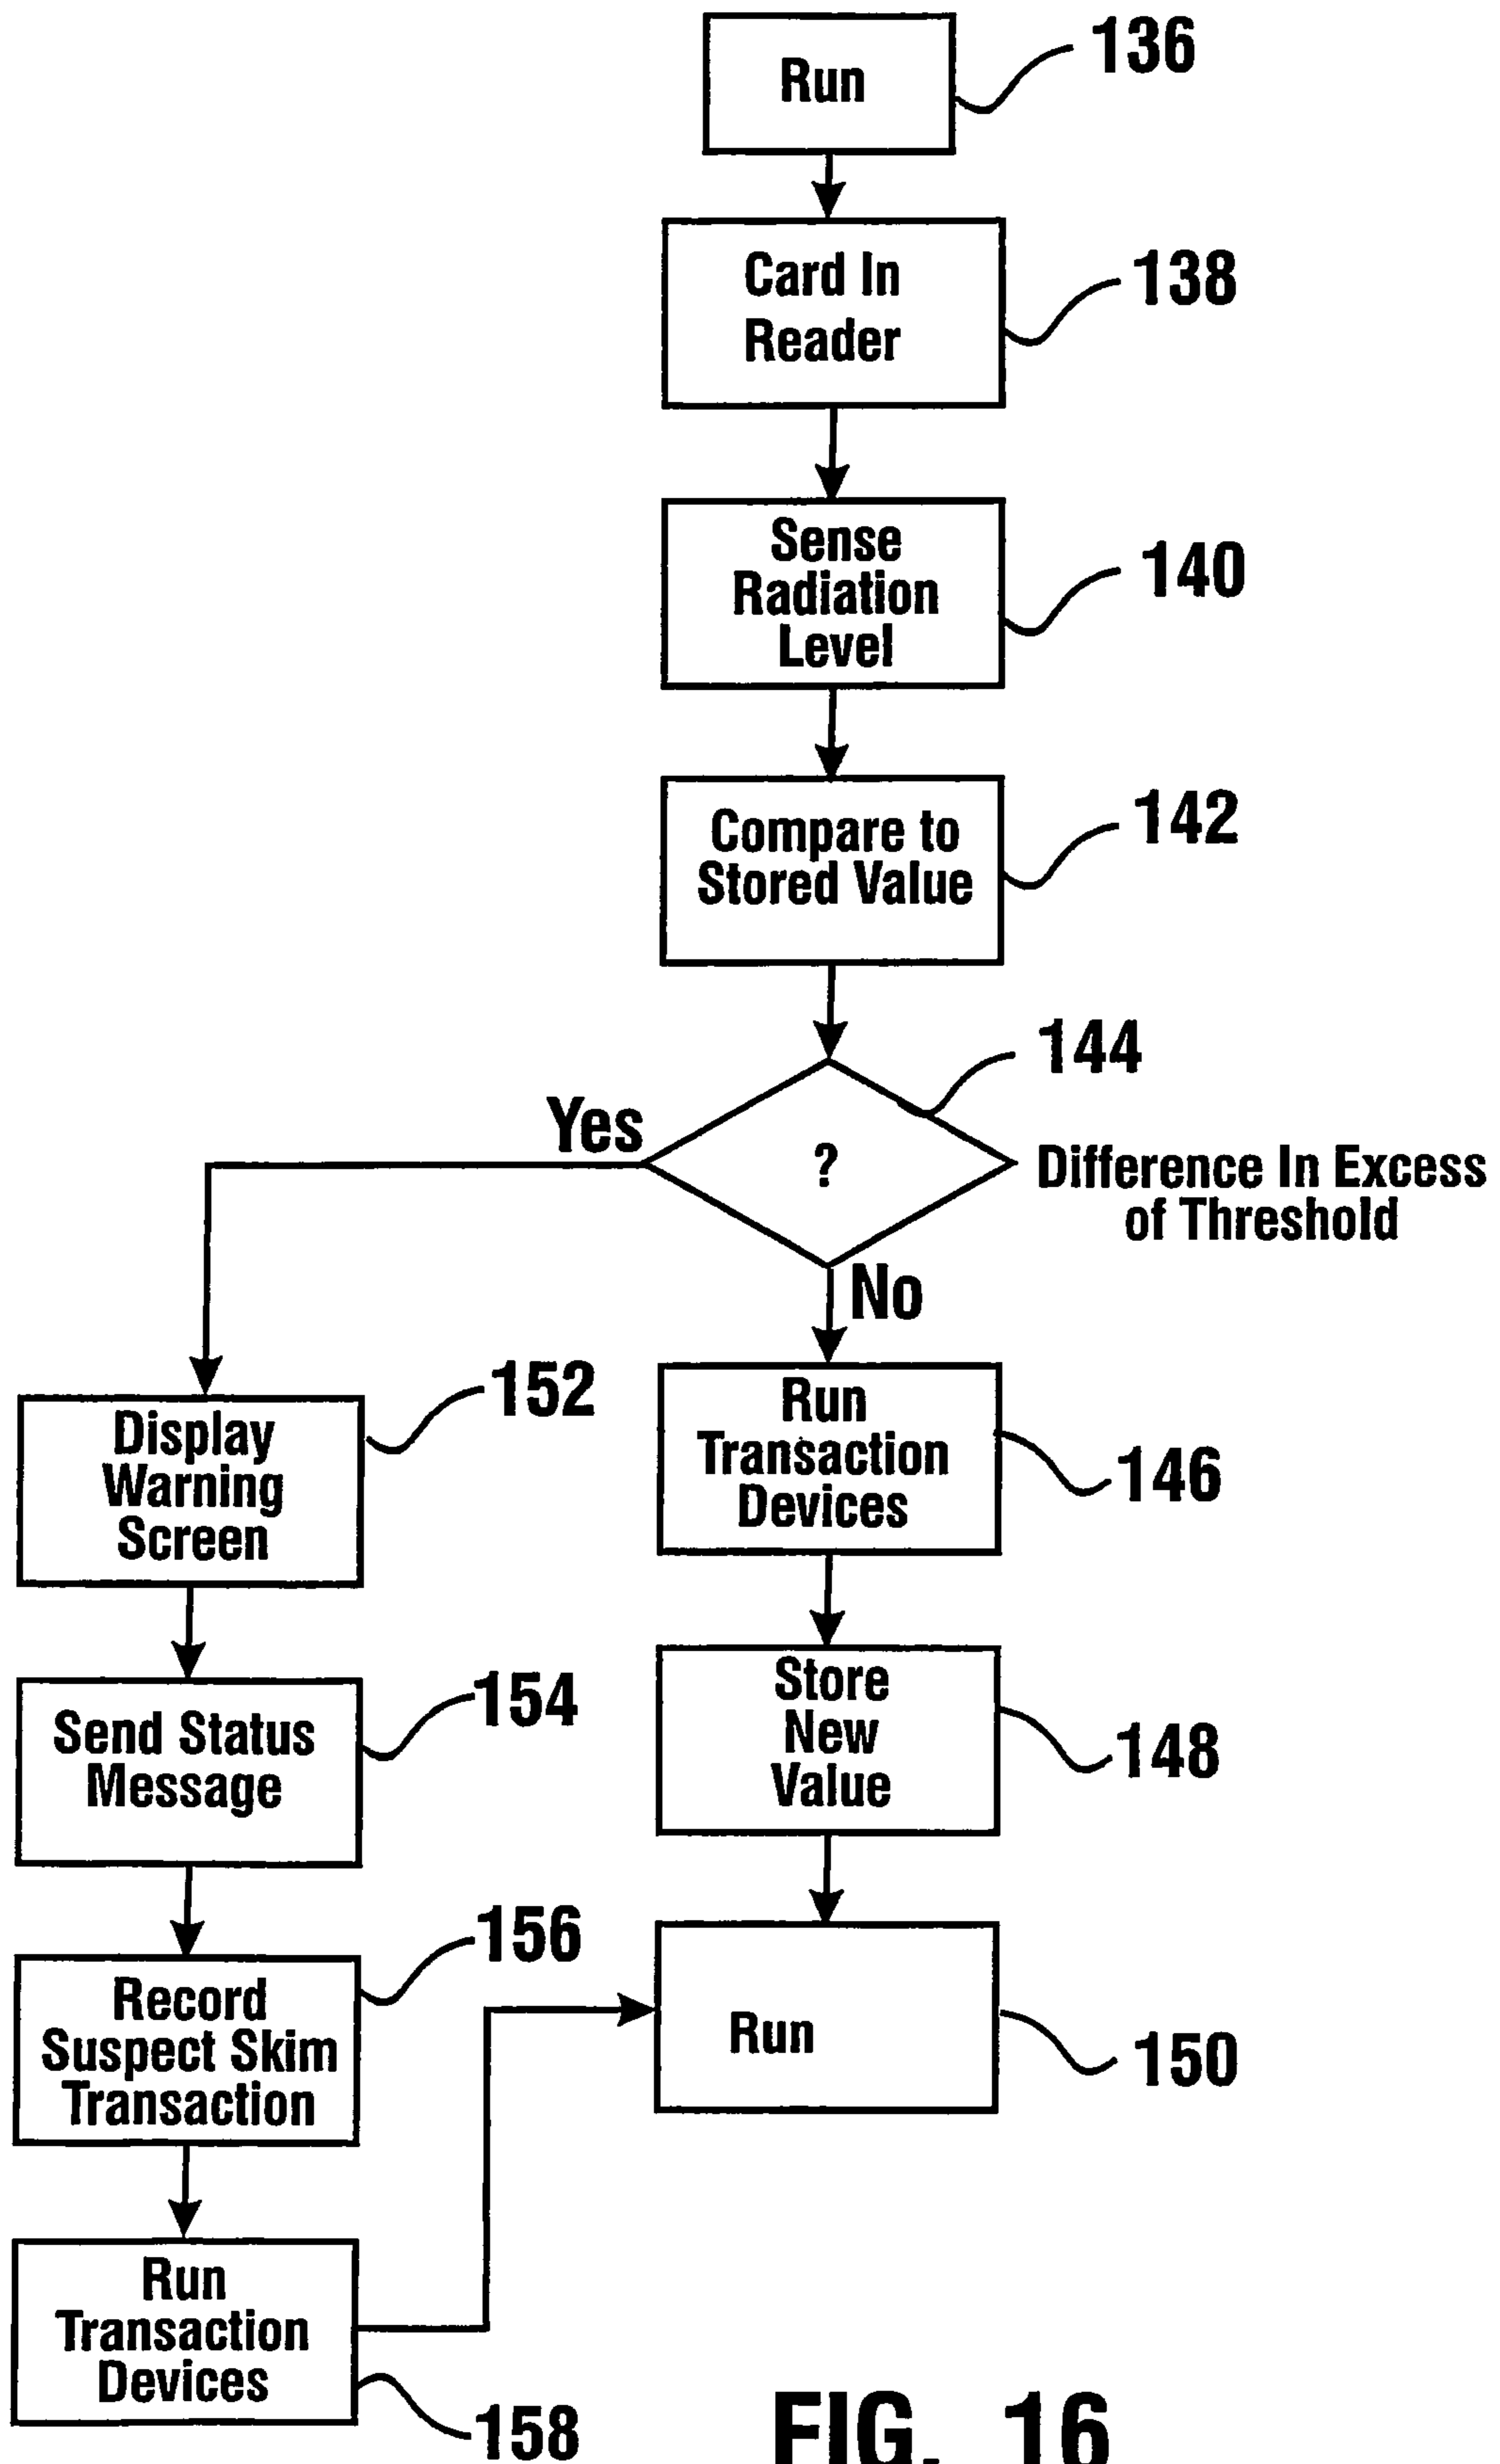 Run
136
Card In
Reader
138
Sense
Radiation
Level
140
Compare to
Stored Value
142
144
Yes
?
Difference In Excess
of Threshold
No
Display
Warning
Screen
152
Run
Transaction
Devices
146
Send Status
Message
154
Store
New
Value
148
Record
Suspect Skim
Transaction
156
Run
150
Run
Transaction
Devices
158
FIG. 16